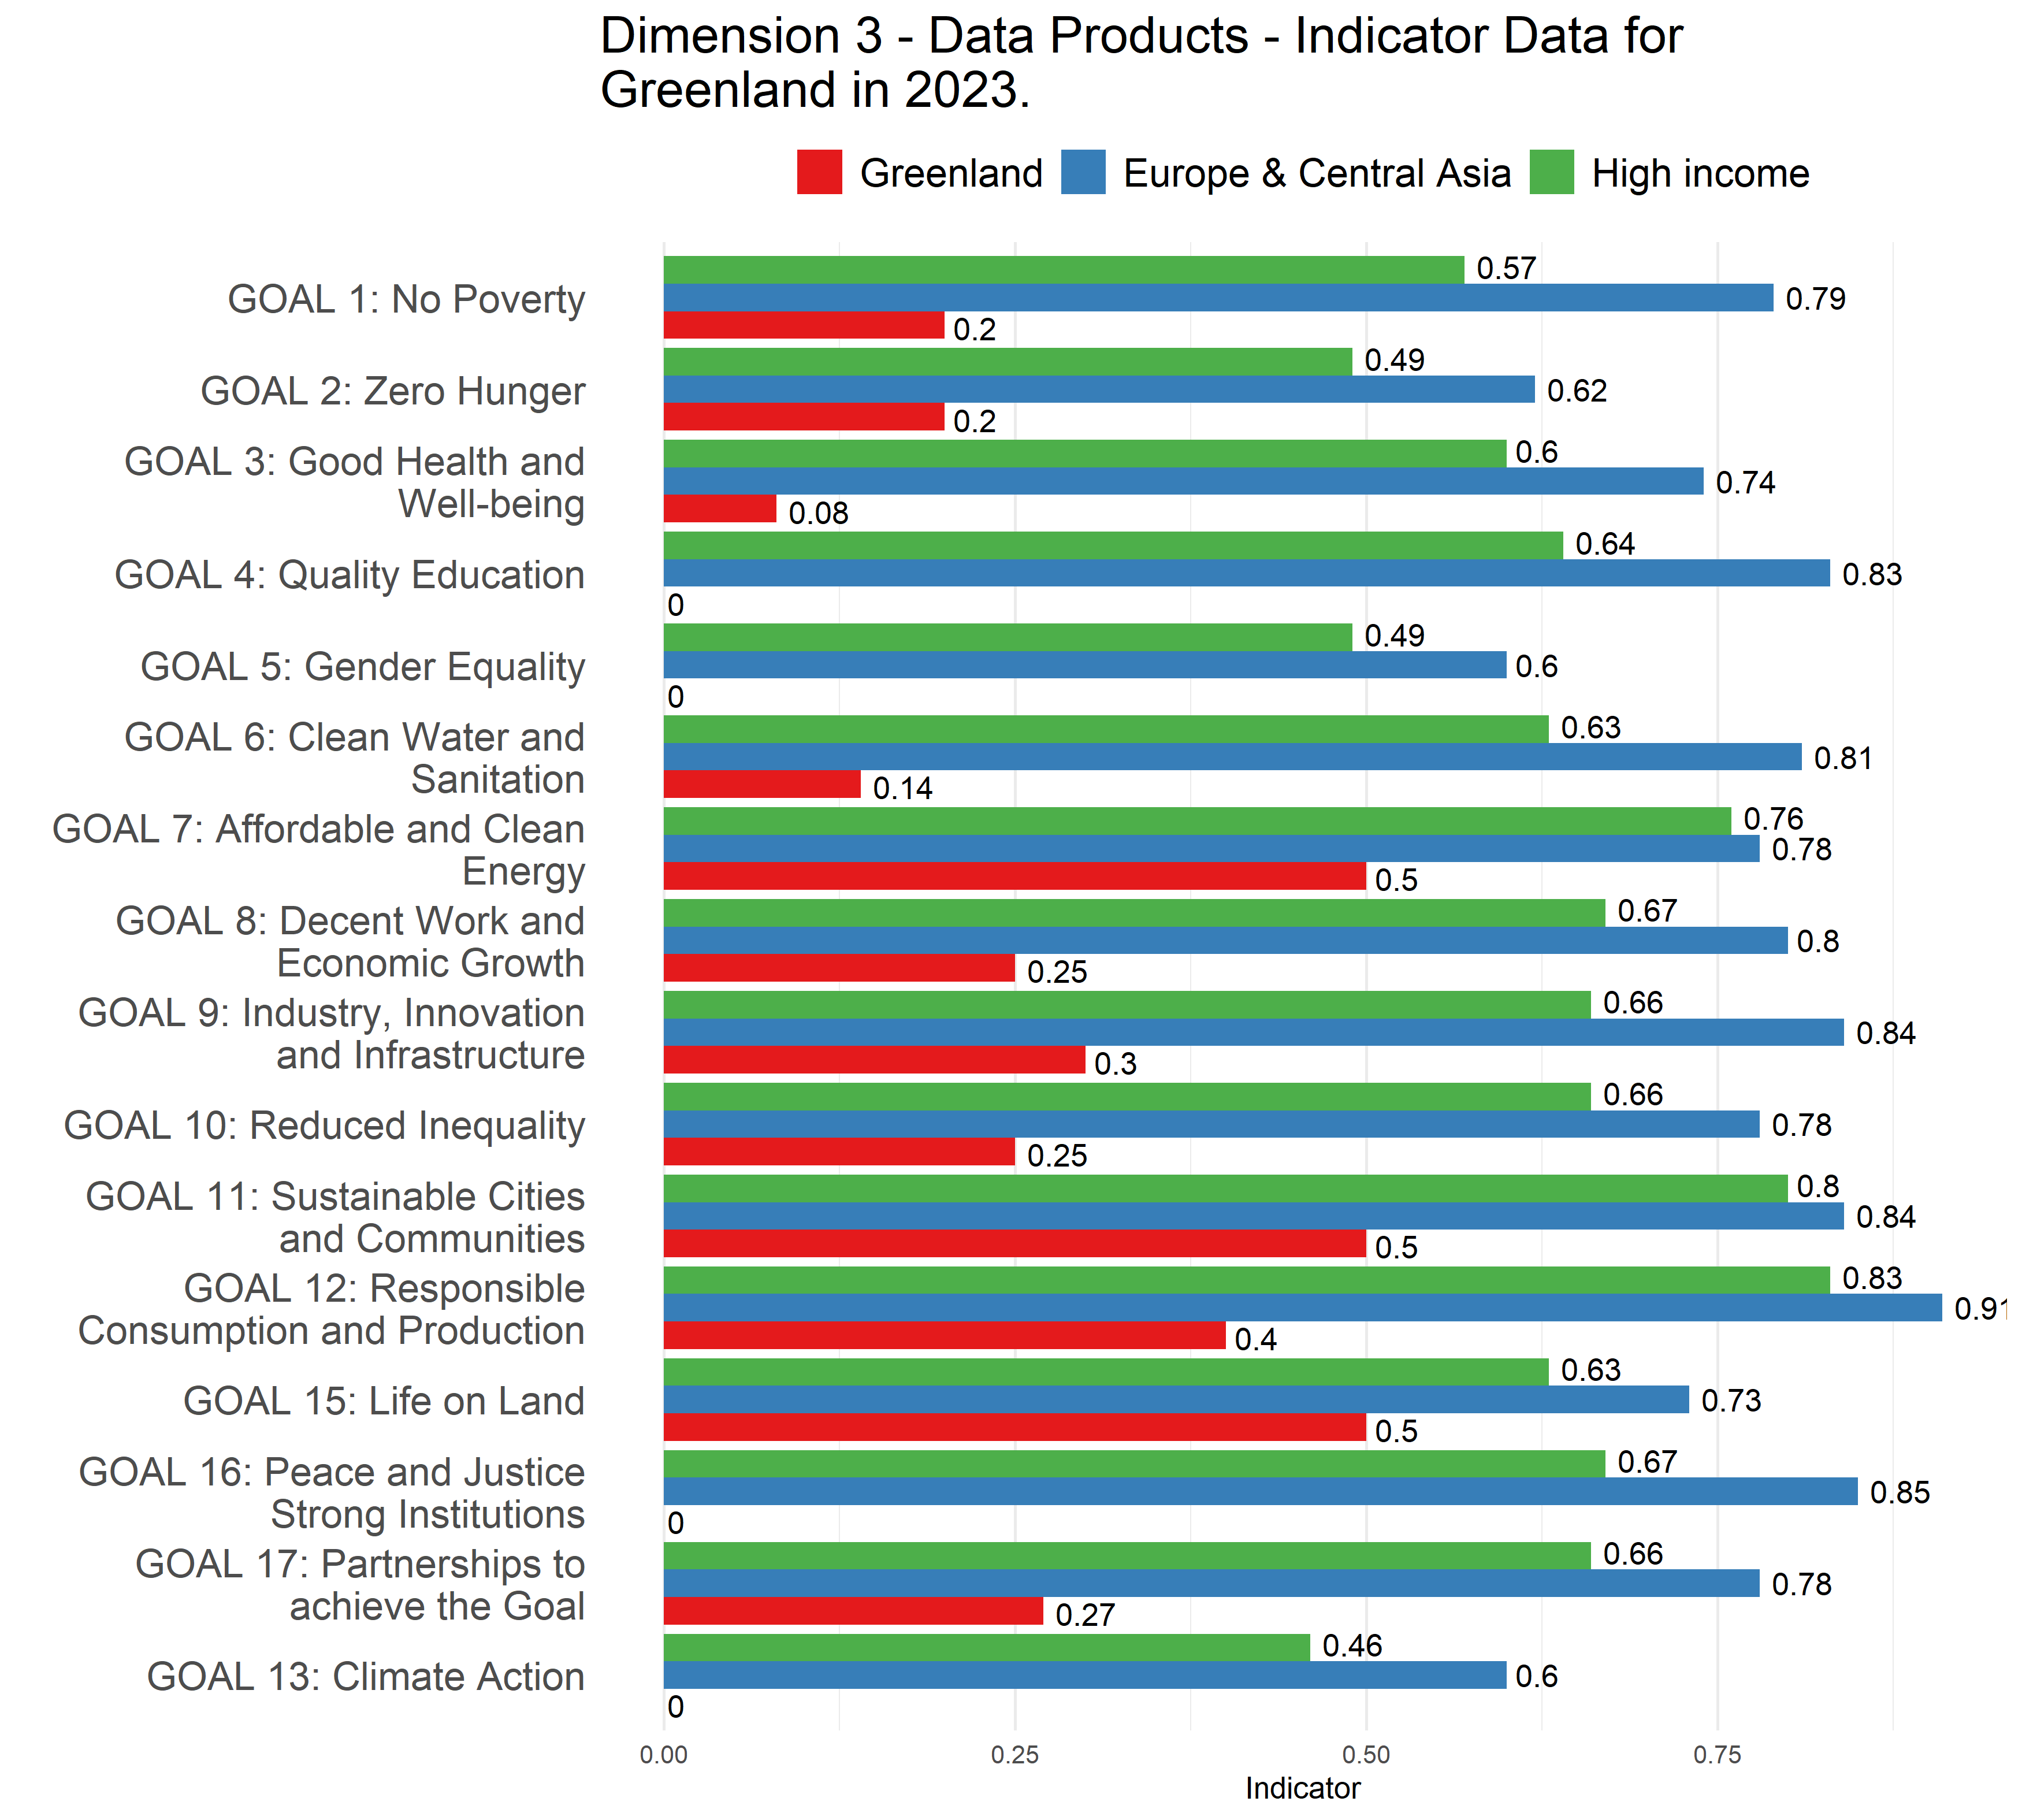 Dimension 3 - Data Products - Indicator Data for
Greenland in 2023.
Greenland Europe & Central Asia High income
GOAL 1: No Poverty
0.57
0.79
0.2
GOAL 2: Zero Hunger
0.49
0.62
0.2
GOAL 3: Good Health and
Well-being
0.6
0.74
0.08
GOAL 4: Quality Education
0.64
0.83
0
GOAL 5: Gender Equality
0.49
0.6
0
GOAL 6: Clean Water and
Sanitation
0.63
0.81
0.14
GOAL 7: Affordable and Clean
Energy
0.76
0.78
0.5
GOAL 8: Decent Work and
Economic Growth
0.67
0.8
0.25
GOAL 9: Industry, Innovation
and Infrastructure
0.66
0.84
0.3
GOAL 10: Reduced Inequality
0.66
0.78
0.25
GOAL 11: Sustainable Cities
and Communities
0.8
0.84
0.5
GOAL 12: Responsible
Consumption and Production
0.83
0.91
0.4
GOAL 15: Life on Land
0.63
0.73
0.5
GOAL 16: Peace and Justice
Strong Institutions
0.67
0.85
0
GOAL 17: Partnerships to
achieve the Goal
0.66
0.78
0.27
GOAL 13: Climate Action
0.46
0.6
0
0.00 0.25 0.50 0.75
Indicator